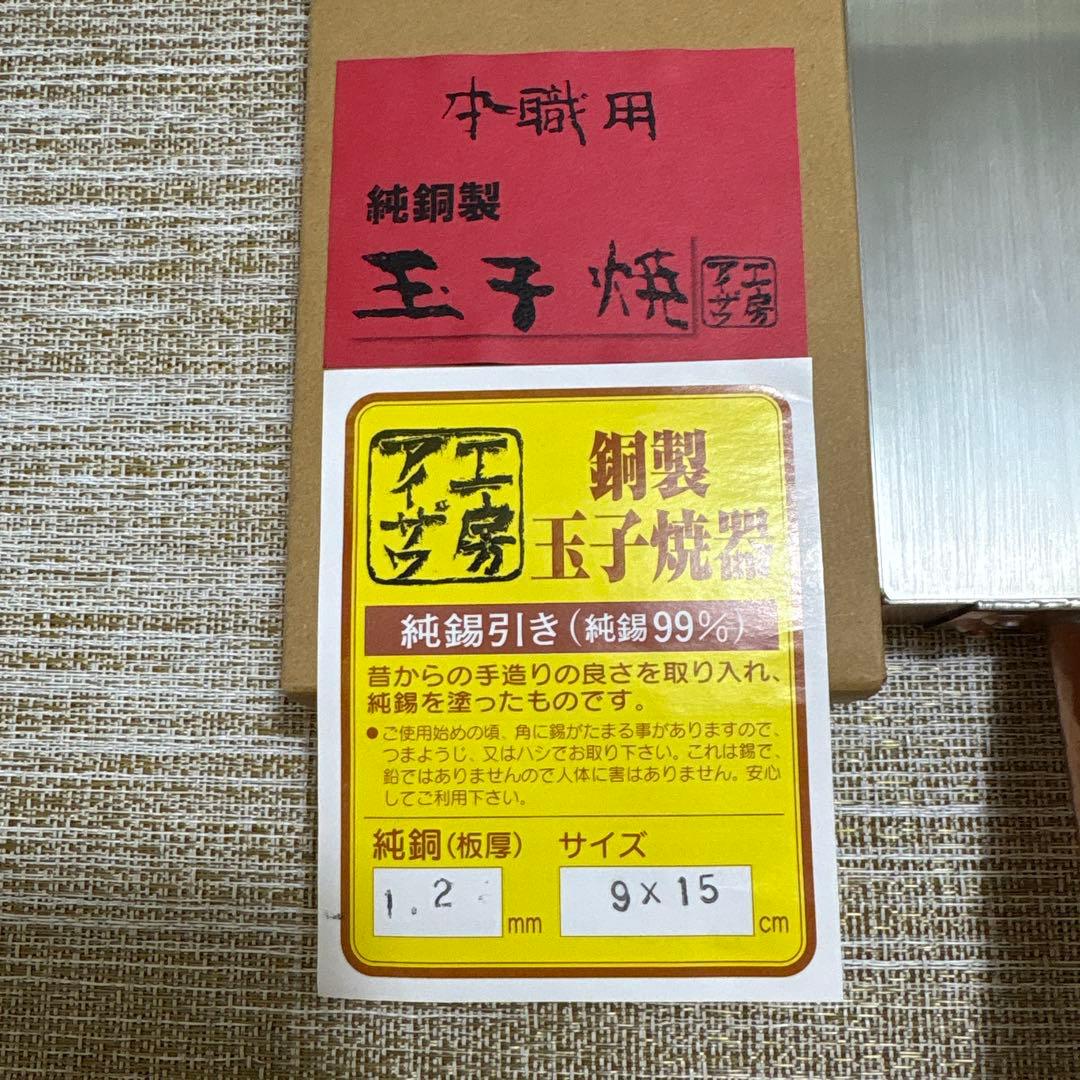 本職用
純銅製
玉子焼
工房
アイザワ
工房
アイザワ
銅製
玉子焼器
純錫引き(純錫99%)
昔からの手造りの良さを取り入れ、
純錫を塗ったものです。
●ご使用始めの頃、角に錫がたまる事がありますので、
つまようじ、又はハシでお取り下さい。これは錫で、
鉛ではありませんので人体に害はありません。安心
してご利用下さい。
純銅(板厚) サイズ
1.2 mm 9×15 cm